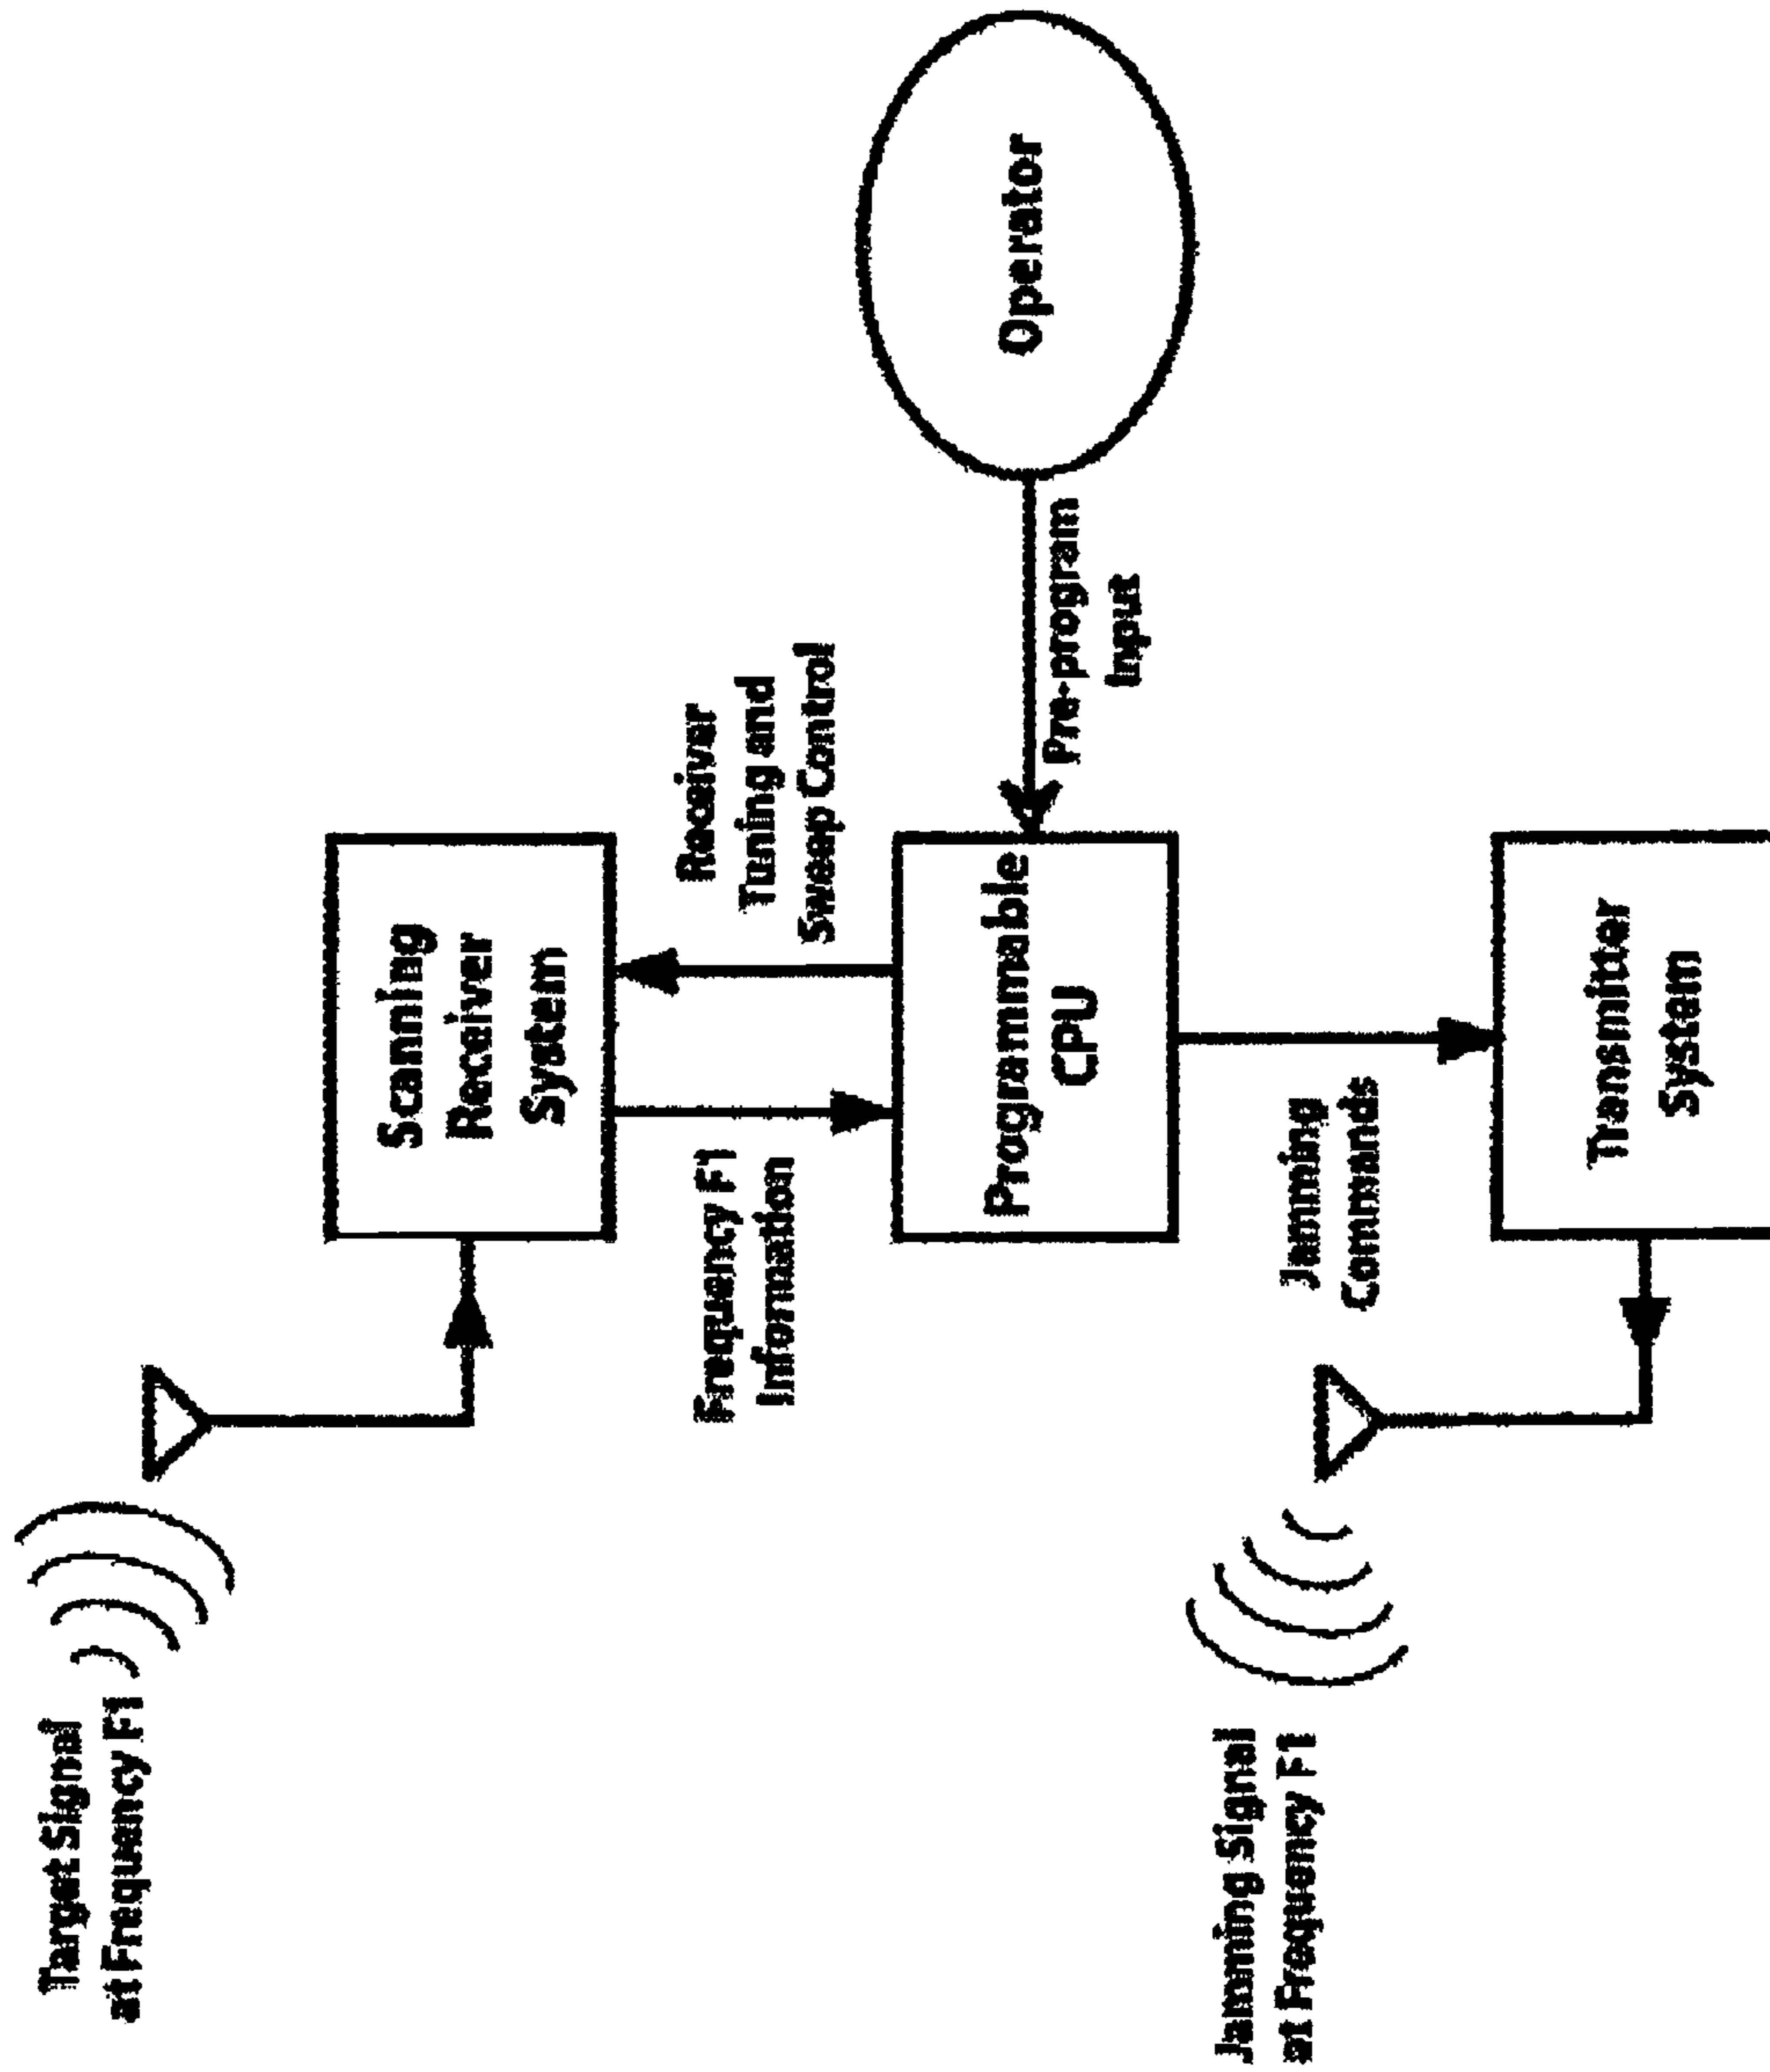 Target Signal
at Frequency F1
Scanning
Receiver
System
Receiver
Tuning and
Sweep Control
Frequency F1
Information
Programmable
CPU
Pre-program
Input
Operator
Jamming
Commands
Transmitter
System
Jamming Signal
at Frequency F1